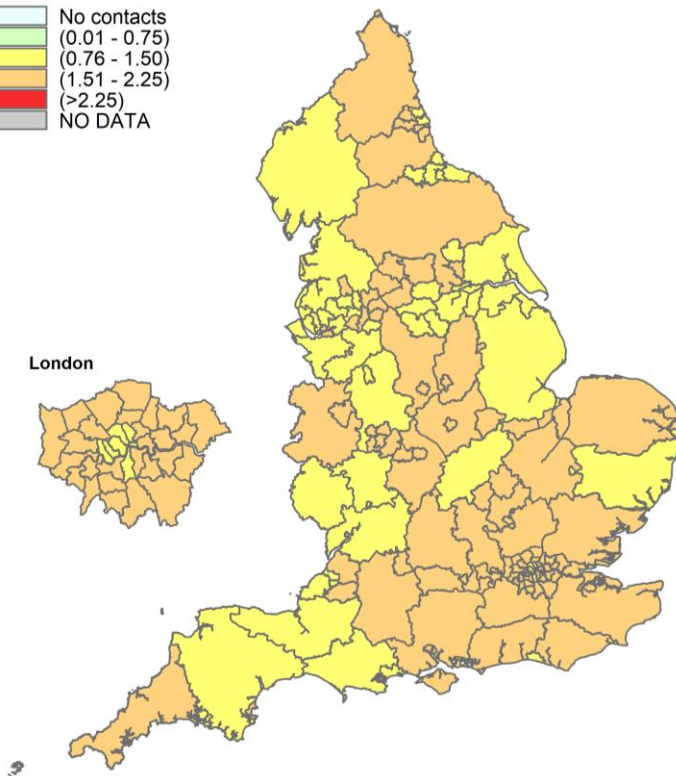 No contacts
(0.01 - 0.75)
(0.76 - 1.50)
(1.51 - 2.25)
(>2.25)
NO DATA
London